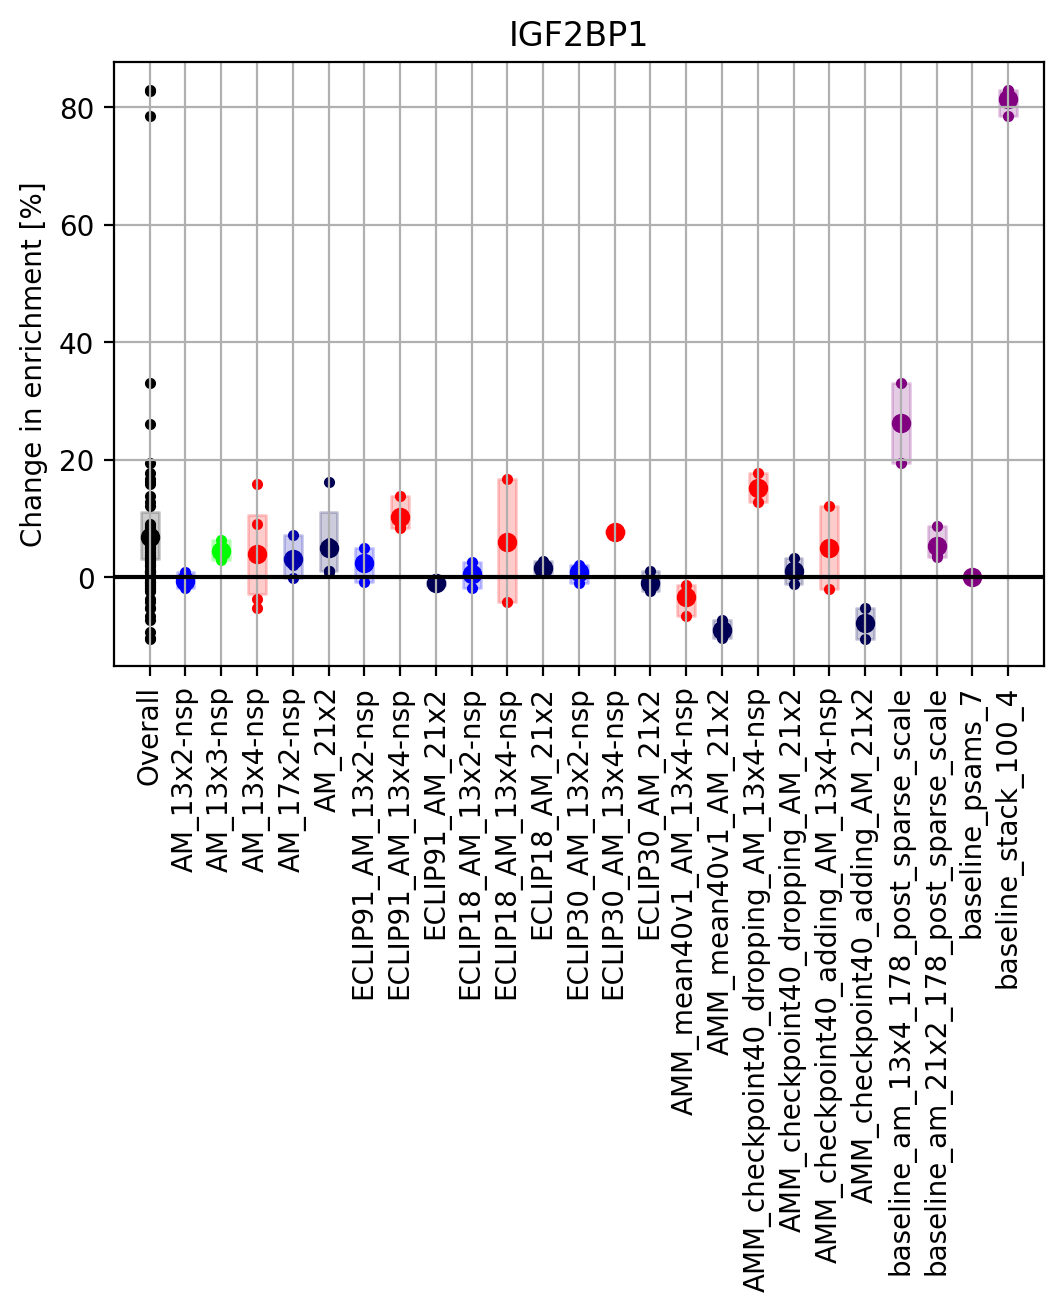 IGF2BP1
Change in enrichment [%]
80
60
40
20
0
Overall
AM_13x2-nsp
AM_13x3-nsp
AM_13x4-nsp
AM_17x2-nsp
AM_21x2
ECLIP91_AM_13x2-nsp
ECLIP91_AM_13x4-nsp
ECLIP91_AM_21x2
ECLIP18_AM_13x2-nsp
ECLIP18_AM_13x4-nsp
ECLIP18_AM_21x2
ECLIP30_AM_13x2-nsp
ECLIP30_AM_13x4-nsp
ECLIP30_AM_21x2
AMM_mean40v1_AM_13x4-nsp
AMM_mean40v1_AM_21x2
AMM_checkpoint40_dropping_AM_13x4-nsp
AMM_checkpoint40_dropping_AM_21x2
AMM_checkpoint40_adding_AM_13x4-nsp
AMM_checkpoint40_adding_AM_21x2
baseline_am_13x4_178_post_sparse_scale
baseline_am_21x2_178_post_sparse_scale
baseline_psams_7
baseline_stack_100_4